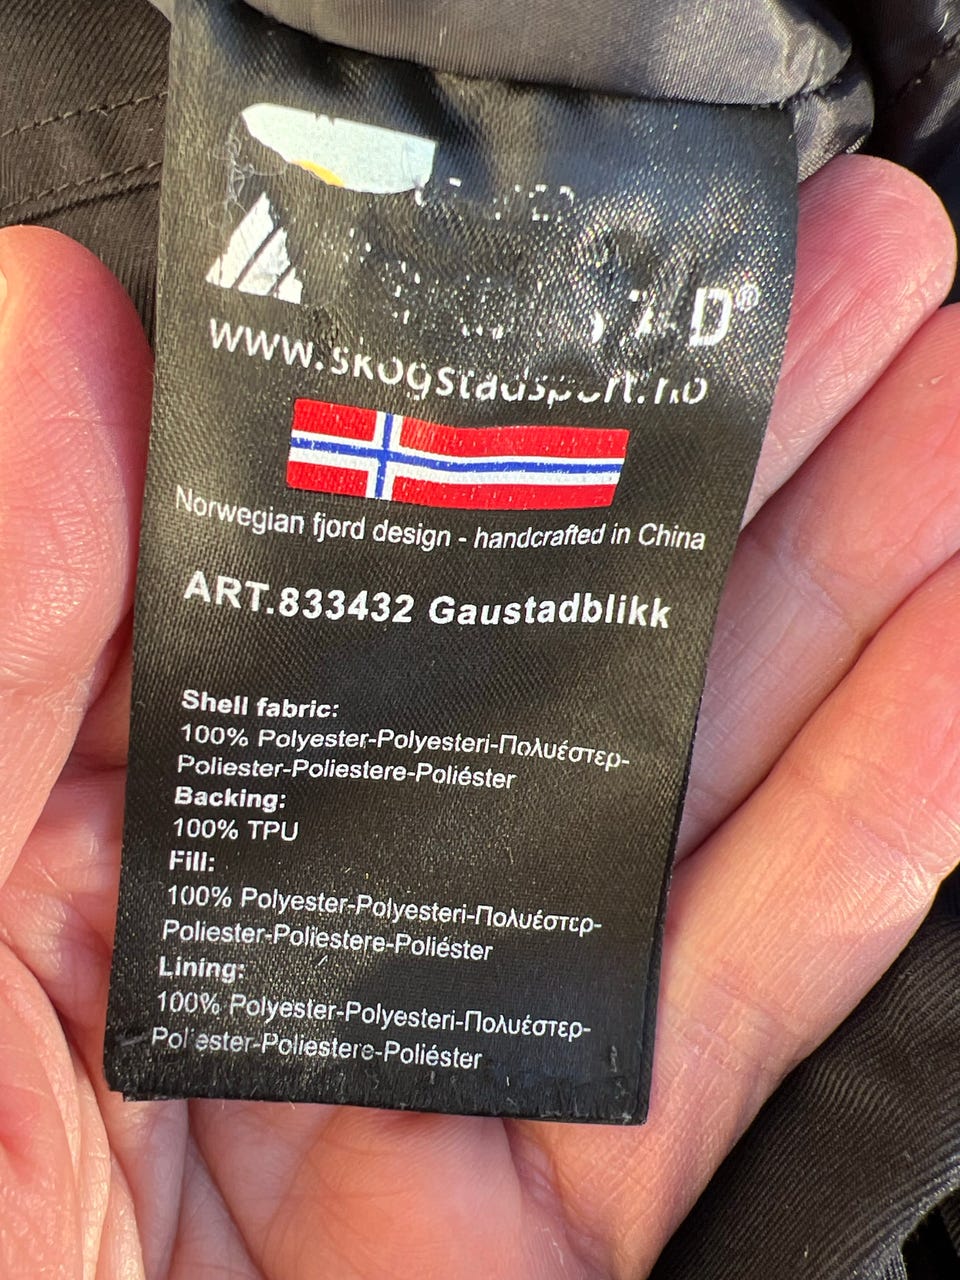 www.skogstadsport.no
Norwegian fjord design - handcrafted in China
ART.833432 Gaustadblikk
Shell fabric:
100% Polyester-Polyesteri-Πολυέστερ-
Poliester-Poliestere-Poliéster
Backing:
100% TPU
Fill:
100% Polyester-Polyesteri-Πολυέστερ-
Poliester-Poliestere-Poliéster
Lining:
100% Polyester-Polyesteri-Πολυέστερ-
Poliester-Poliestere-Poliéster